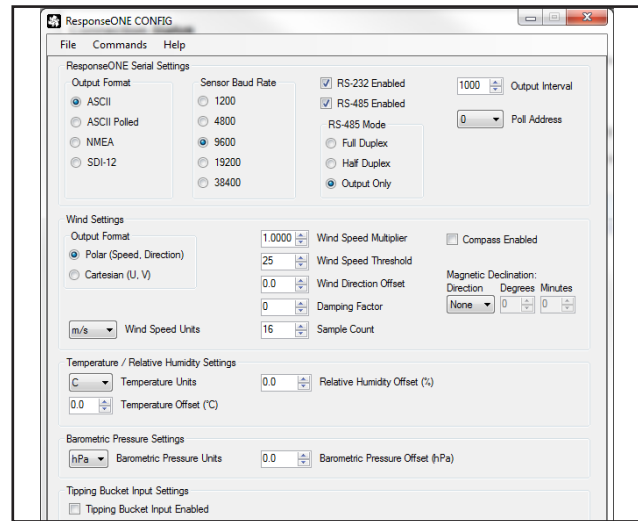 ResponseONE CONFIG
File Commands Help
ResponseONE Serial Settings
Output Format
ASCII
ASCII Polled
NMEA
SDI-12
Sensor Baud Rate
1200
4800
9600
19200
38400
RS-232 Enabled
RS-485 Enabled
RS-485 Mode
Full Duplex
Half Duplex
Output Only
1000 Output Interval
0 Poll Address
Wind Settings
Output Format
Polar (Speed, Direction)
Cartesian (U, V)
m/s Wind Speed Units
1.0000 Wind Speed Multiplier
25 Wind Speed Threshold
0.0 Wind Direction Offset
0 Damping Factor
16 Sample Count
Compass Enabled
Magnetic Declination:
Direction Degrees Minutes
None 0 0
Temperature / Relative Humidity Settings
C Temperature Units
0.0 Relative Humidity Offset (%)
0.0 Temperature Offset (°C)
Barometric Pressure Settings
hPa Barometric Pressure Units
0.0 Barometric Pressure Offset (hPa)
Tipping Bucket Input Settings
Tipping Bucket Input Enabled